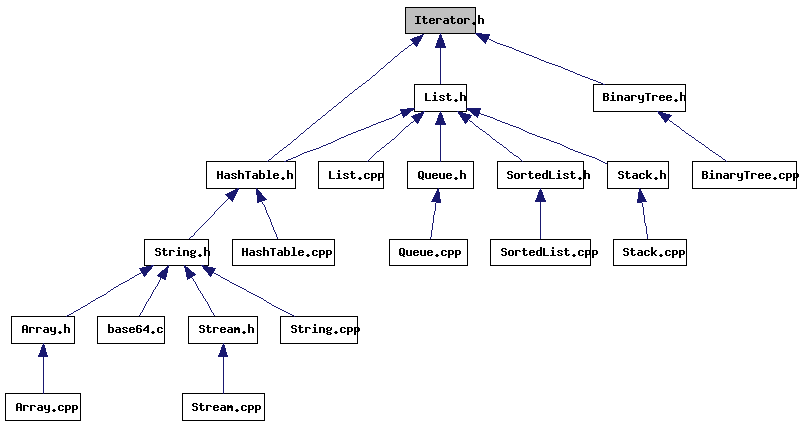 Iterator.h
List.h
BinaryTree.h
HashTable.h
List.cpp
Queue.h
SortedList.h
Stack.h
BinaryTree.cpp
String.h
HashTable.cpp
Queue.cpp
SortedList.cpp
Stack.cpp
Array.h
base64.c
Stream.h
String.cpp
Array.cpp
Stream.cpp